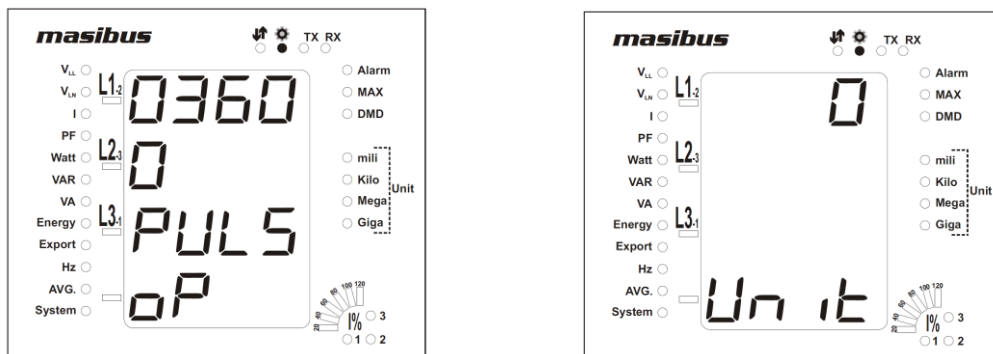 masibus
TX RX
V_LL
V_LN
I
PF
Watt
VAR
VA
Energy
Export
Hz
AVG.
System
L1-2
L2-3
L3-1
0360
0
PULS
oP
Alarm
MAX
DMD
mili
Kilo
Mega
Giga
Unit
20 40 60 80 100 120
I%
3
1 2
masibus
TX RX
V_LL
V_LN
I
PF
Watt
VAR
VA
Energy
Export
Hz
AVG.
System
L1-2
L2-3
L3-1
0
Unit
Alarm
MAX
DMD
mili
Kilo
Mega
Giga
Unit
20 40 60 80 100 120
I%
3
1 2